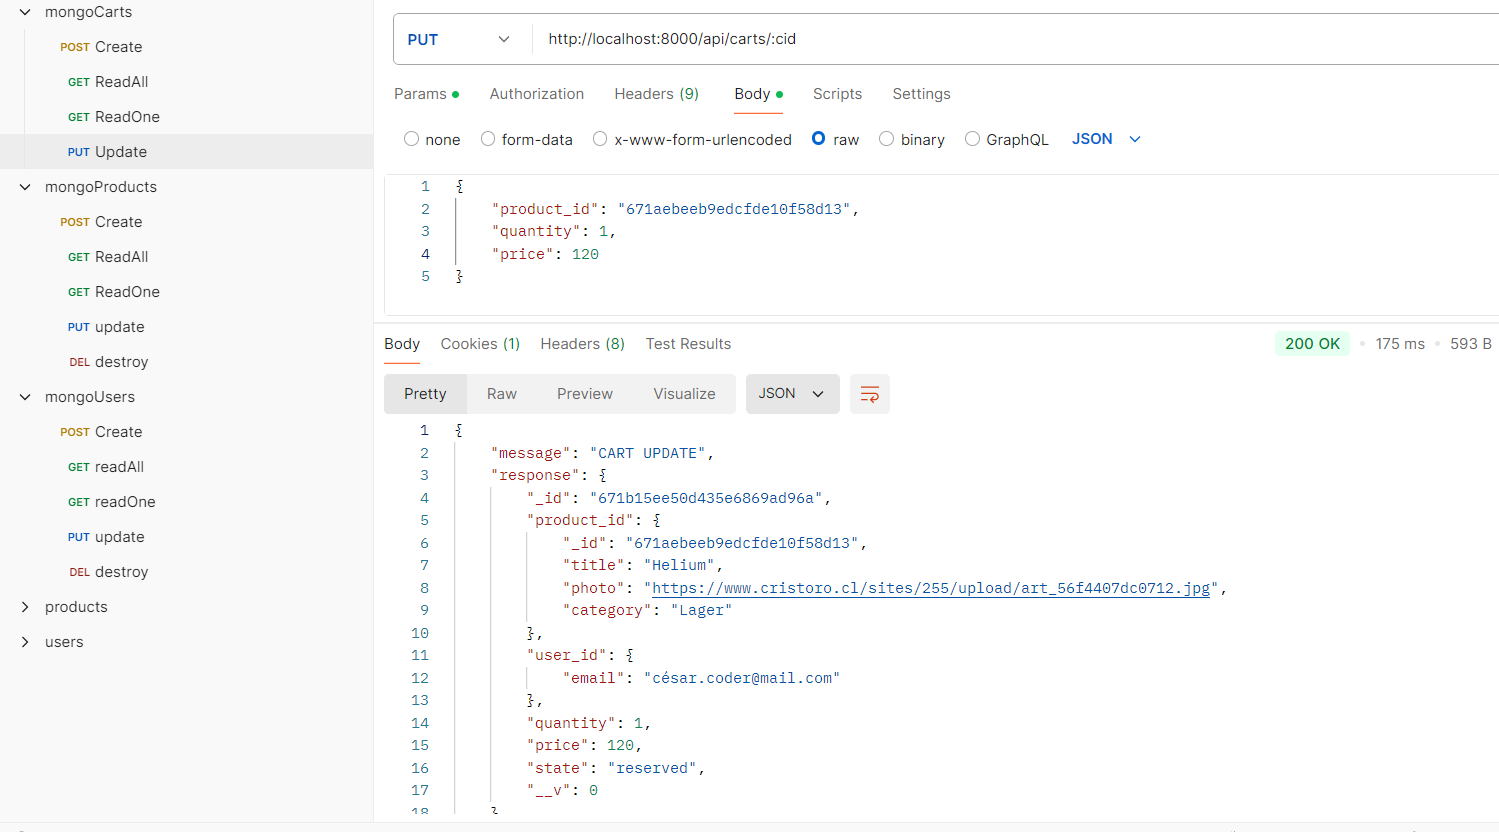 mongoCarts
POST Create
GET ReadAll
GET ReadOne
PUT Update
mongoProducts
POST Create
GET ReadAll
GET ReadOne
PUT update
DEL destroy
mongoUsers
POST Create
GET readAll
GET readOne
PUT update
DEL destroy
products
users
PUT http://localhost:8000/api/carts/:cid
Params Authorization Headers (9) Body Scripts Settings
none form-data x-www-form-urlencoded raw binary GraphQL JSON
1 {
2 "product_id": "671aebeeb9edcfde10f58d13",
3 "quantity": 1,
4 "price": 120
5 }
Body Cookies (1) Headers (8) Test Results 200 OK 175 ms 593 B
Pretty Raw Preview Visualize JSON
1 {
2 "message": "CART UPDATE",
3 "response": {
4 "_id": "671b15ee50d435e6869ad96a",
5 "product_id": {
6 "_id": "671aebeeb9edcfde10f58d13",
7 "title": "Helium",
8 "photo": "https://www.cristoro.cl/sites/255/upload/art_56f4407dc0712.jpg",
9 "category": "Lager"
10 },
11 "user_id": {
12 "email": "césar.coder@mail.com"
13 },
14 "quantity": 1,
15 "price": 120,
16 "state": "reserved",
17 "__v": 0
18 }